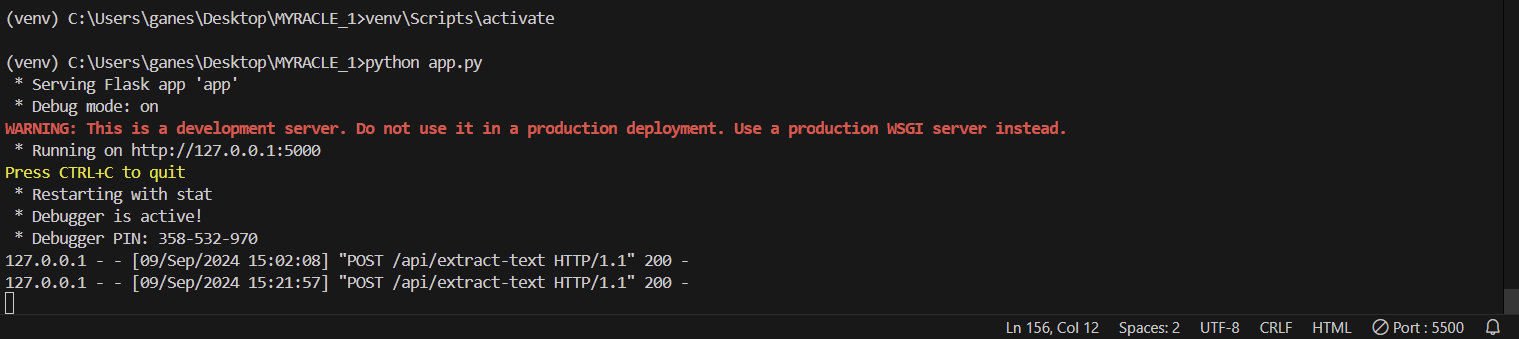 (venv) C:\Users\ganes\Desktop\MYRACLE_1>venv\Scripts\activate
(venv) C:\Users\ganes\Desktop\MYRACLE_1>python app.py
* Serving Flask app 'app'
* Debug mode: on
WARNING: This is a development server. Do not use it in a production deployment. Use a production WSGI server instead.
* Running on http://127.0.0.1:5000
Press CTRL+C to quit
* Restarting with stat
* Debugger is active!
* Debugger PIN: 358-532-970
127.0.0.1 - - [09/Sep/2024 15:02:08] "POST /api/extract-text HTTP/1.1" 200 -
127.0.0.1 - - [09/Sep/2024 15:21:57] "POST /api/extract-text HTTP/1.1" 200 -
Ln 156, Col 12 Spaces: 2 UTF-8 CRLF HTML Port : 5500